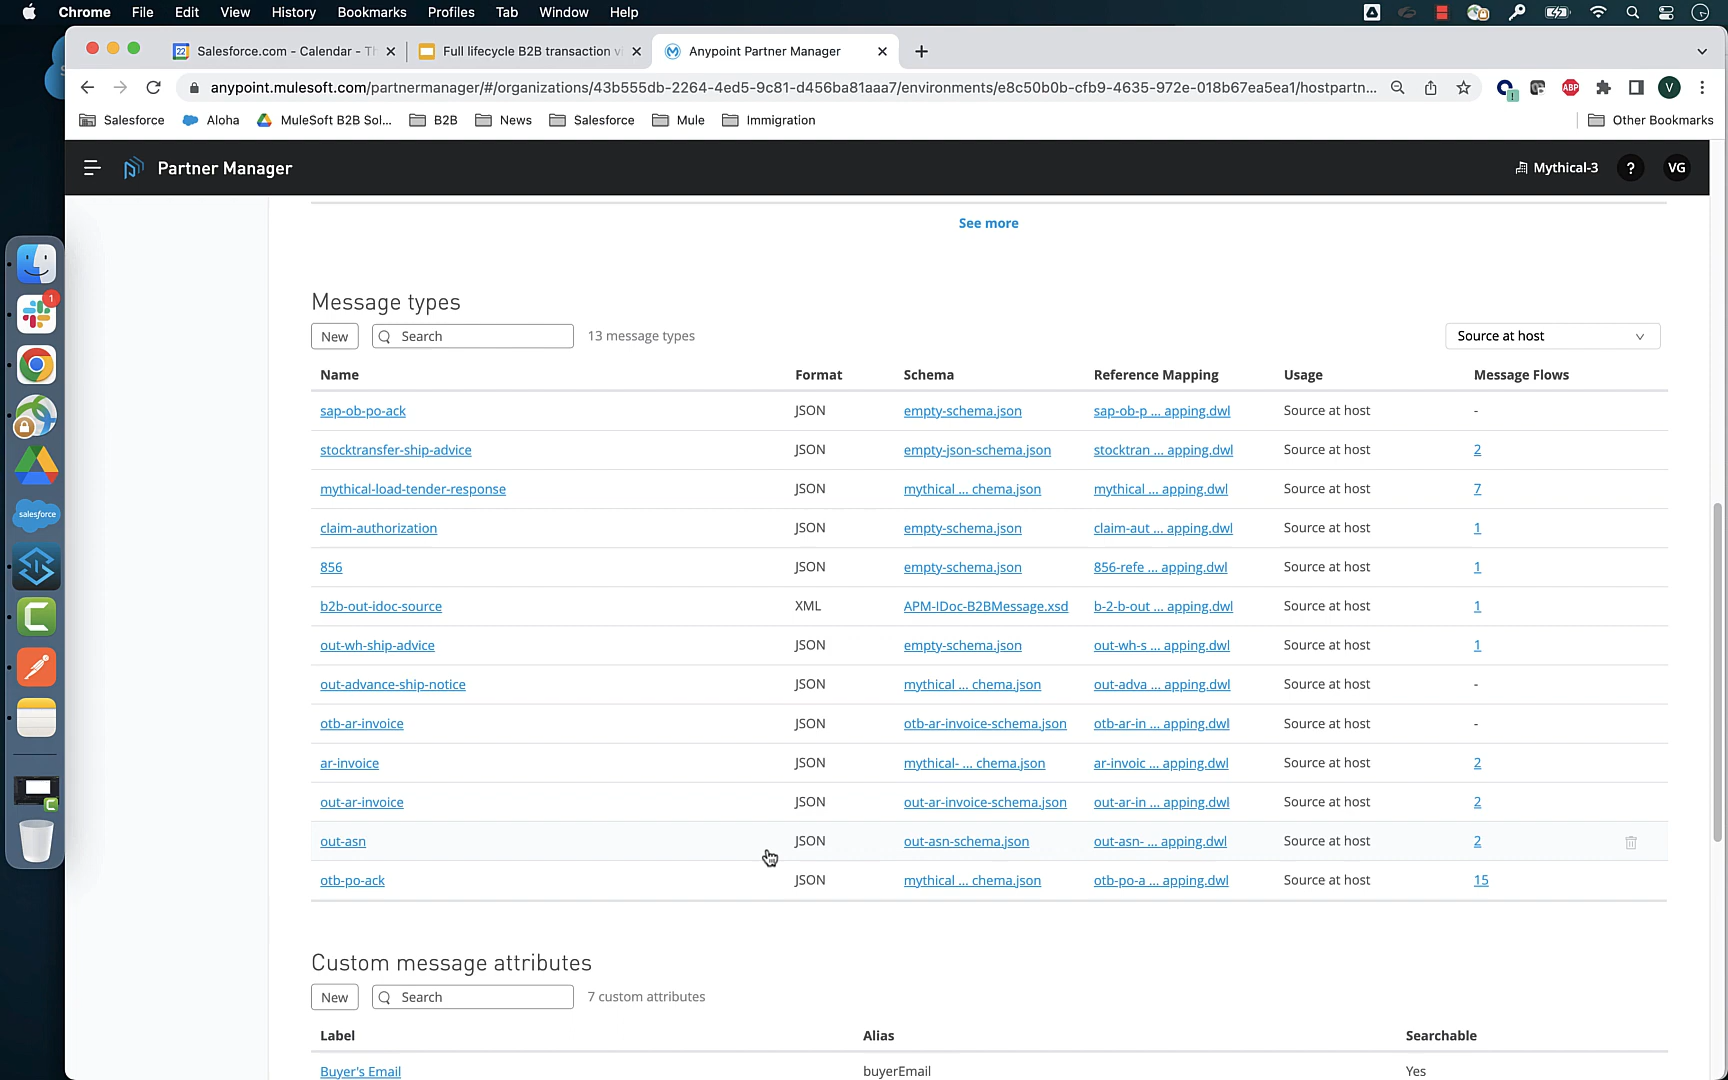 Chrome File Edit View History Bookmarks Profiles Tab Window Help
22 Salesforce.com - Calendar - Th Full lifecycle B2B transaction vi Anypoint Partner Manager
anypoint.mulesoft.com/partnermanager/#/organizations/43b555db-2264-4ed5-9c81-d456ba81aaa7/environments/e8c50b0b-cfb9-4635-972e-018b67ea5ea1/hostpartn... ABP V
Salesforce Aloha MuleSoft B2B Sol... B2B News Salesforce Mule Immigration Other Bookmarks
Partner Manager Mythical-3 ? VG
See more
1
salesforce
Message types
New Search 13 message types Source at host
Name Format Schema Reference Mapping Usage Message Flows
sap-ob-po-ack JSON empty-schema.json sap-ob-p ... apping.dwl Source at host -
stocktransfer-ship-advice JSON empty-json-schema.json stocktran ... apping.dwl Source at host 2
mythical-load-tender-response JSON mythical ... chema.json mythical ... apping.dwl Source at host 7
claim-authorization JSON empty-schema.json claim-aut ... apping.dwl Source at host 1
856 JSON empty-schema.json 856-refe ... apping.dwl Source at host 1
b2b-out-idoc-source XML APM-IDoc-B2BMessage.xsd b-2-b-out ... apping.dwl Source at host 1
out-wh-ship-advice JSON empty-schema.json out-wh-s ... apping.dwl Source at host 1
out-advance-ship-notice JSON mythical ... chema.json out-adva ... apping.dwl Source at host -
otb-ar-invoice JSON otb-ar-invoice-schema.json otb-ar-in ... apping.dwl Source at host -
ar-invoice JSON mythical- ... chema.json ar-invoic ... apping.dwl Source at host 2
out-ar-invoice JSON out-ar-invoice-schema.json out-ar-in ... apping.dwl Source at host 2
out-asn JSON out-asn-schema.json out-asn- ... apping.dwl Source at host 2
otb-po-ack JSON mythical ... chema.json otb-po-a ... apping.dwl Source at host 15
Custom message attributes
New Search 7 custom attributes
Label Alias Searchable
Buyer's Email buyerEmail Yes